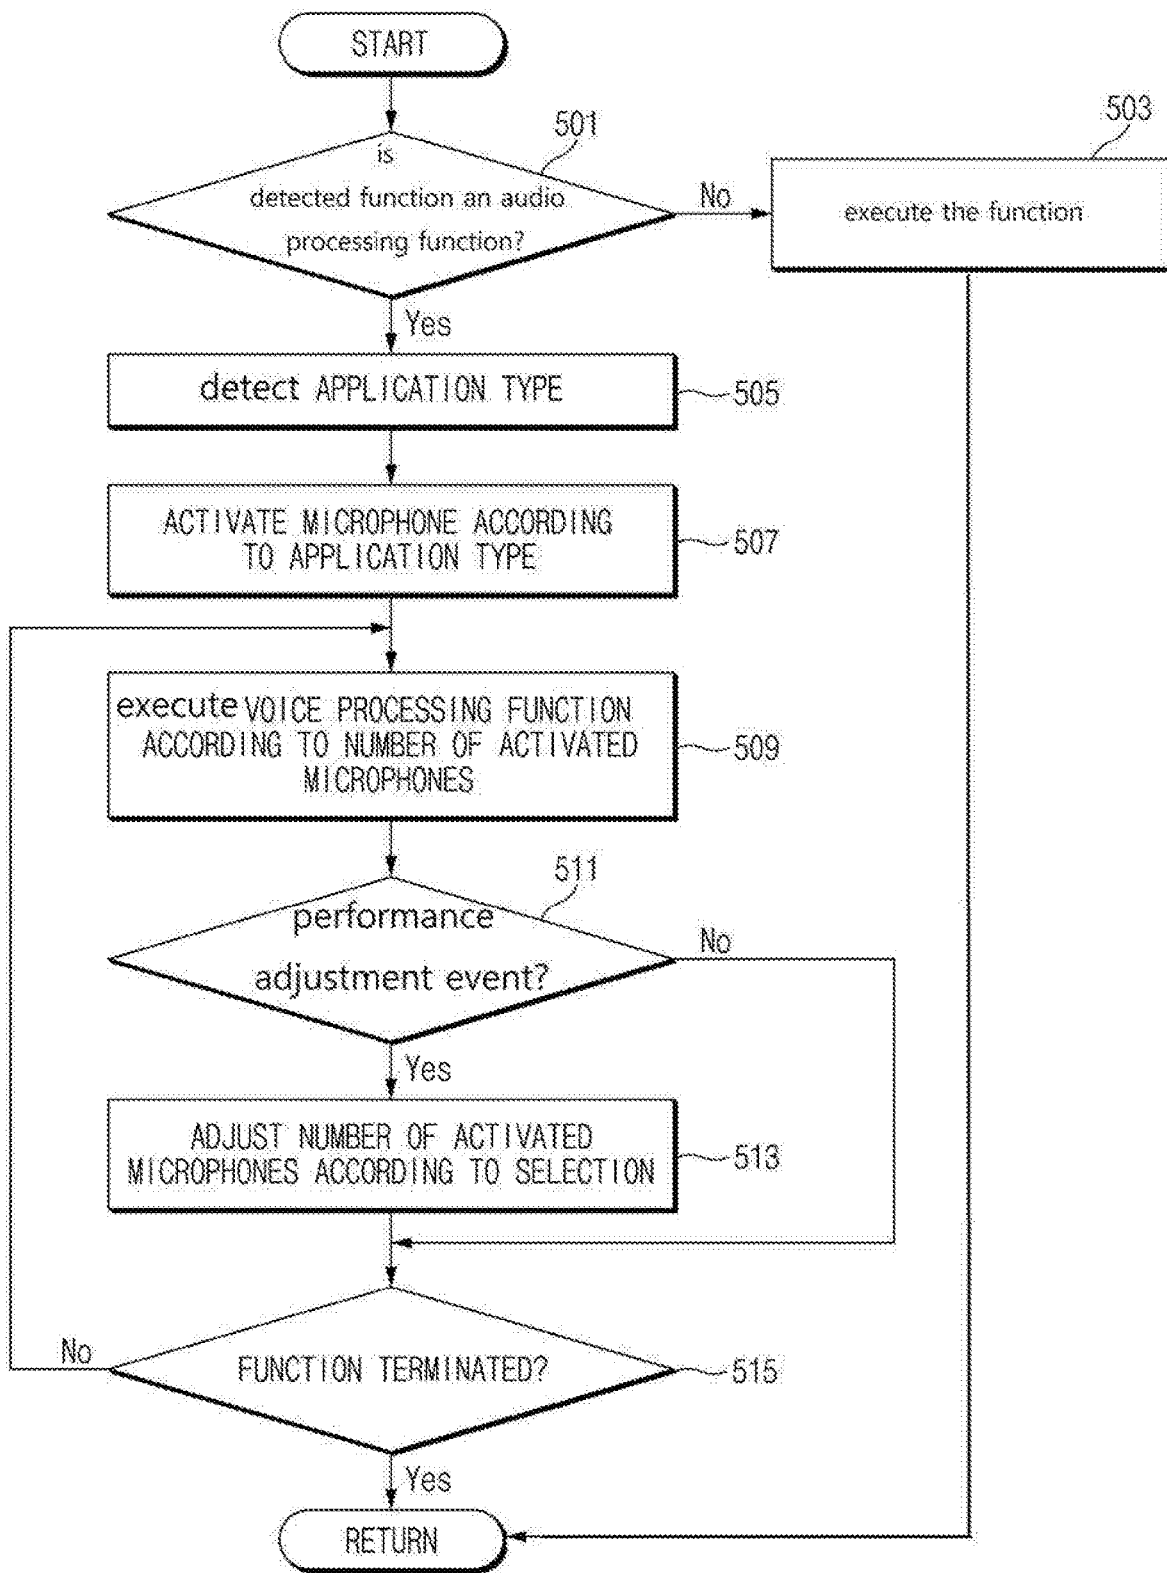 START
501
503
is
detected function an audio
processing function?
No
execute the function
Yes
detect APPLICATION TYPE
505
ACTIVATE MICROPHONE ACCORDING
TO APPLICATION TYPE
507
execute VOICE PROCESSING FUNCTION
ACCORDING TO NUMBER OF ACTIVATED
MICROPHONES
509
511
performance
adjustment event?
No
Yes
ADJUST NUMBER OF ACTIVATED
MICROPHONES ACCORDING TO SELECTION
513
No
FUNCTION TERMINATED?
515
Yes
RETURN